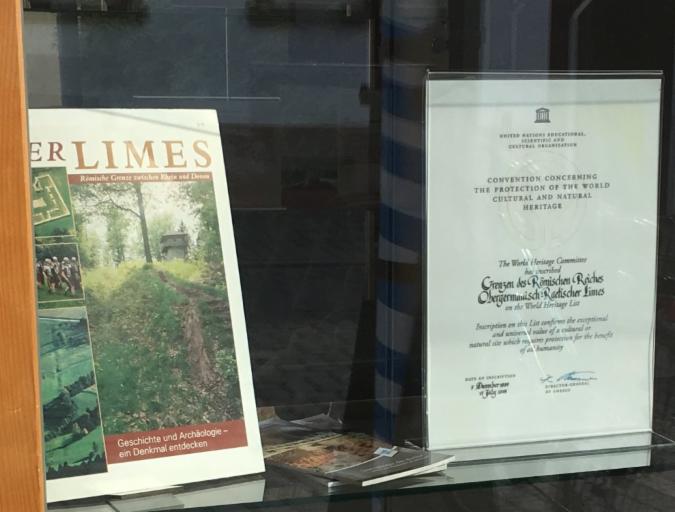 ER LIMES
Römische Grenze zwischen Rhein und Donau
Geschichte und Archäologie –
ein Denkmal entdecken
UNITED NATIONS EDUCATIONAL,
SCIENTIFIC AND
CULTURAL ORGANIZATION
CONVENTION CONCERNING
THE PROTECTION OF THE WORLD
CULTURAL AND NATURAL
HERITAGE
The World Heritage Committee
has inscribed
Grenzen des Römischen Reiches
Obergermanisch-Raetischer Limes
on the World Heritage List
Inscription on this List confirms the exceptional
and universal value of a cultural or
natural site which requires protection for the benefit
of all humanity
DATE OF INSCRIPTION
DIRECTOR-GENERAL
OF UNESCO
July